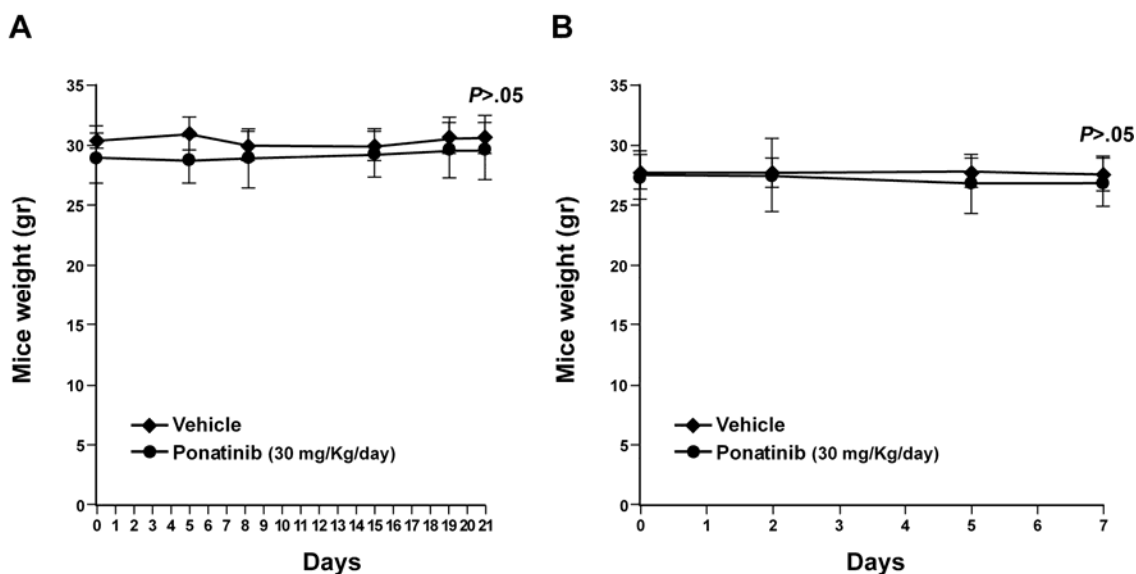 A
35
30
25
20
15
10
5
0
Mice weight (gr)
P>.05
Vehicle
Ponatinib (30 mg/Kg/day)
0 1 2 3 4 5 6 7 8 9 10 11 12 13 14 15 16 17 18 19 20 21
Days
B
35
30
25
20
15
10
5
0
Mice weight (gr)
P>.05
Vehicle
Ponatinib (30 mg/Kg/day)
0 1 2 3 4 5 6 7
Days